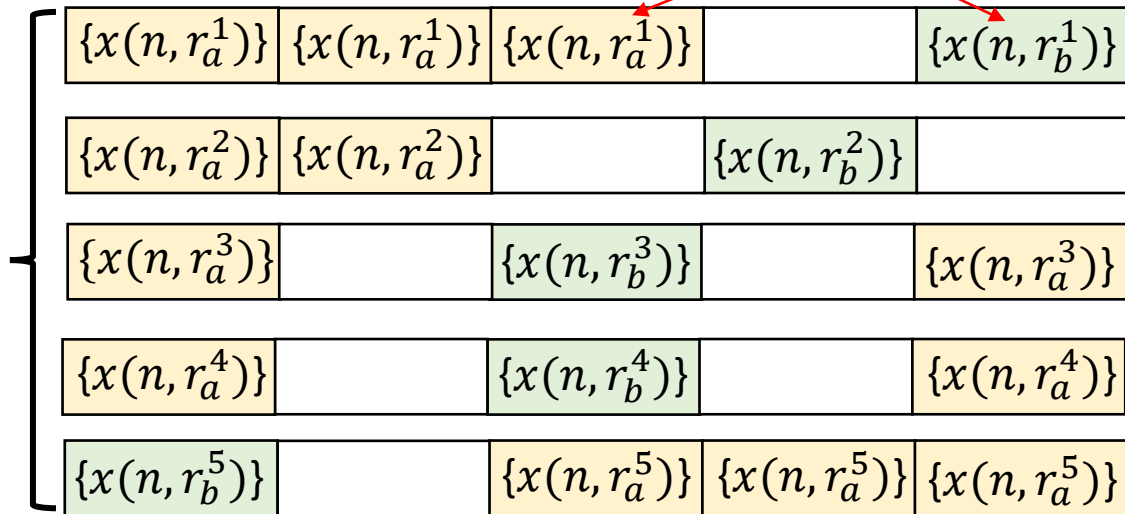 {x(n, r_a^1)} {x(n, r_a^1)} {x(n, r_a^1)} {x(n, r_b^1)}
{x(n, r_a^2)} {x(n, r_a^2)} {x(n, r_b^2)}
{x(n, r_a^3)} {x(n, r_b^3)} {x(n, r_a^3)}
{x(n, r_a^4)} {x(n, r_b^4)} {x(n, r_a^4)}
{x(n, r_b^5)} {x(n, r_a^5)} {x(n, r_a^5)} {x(n, r_a^5)}